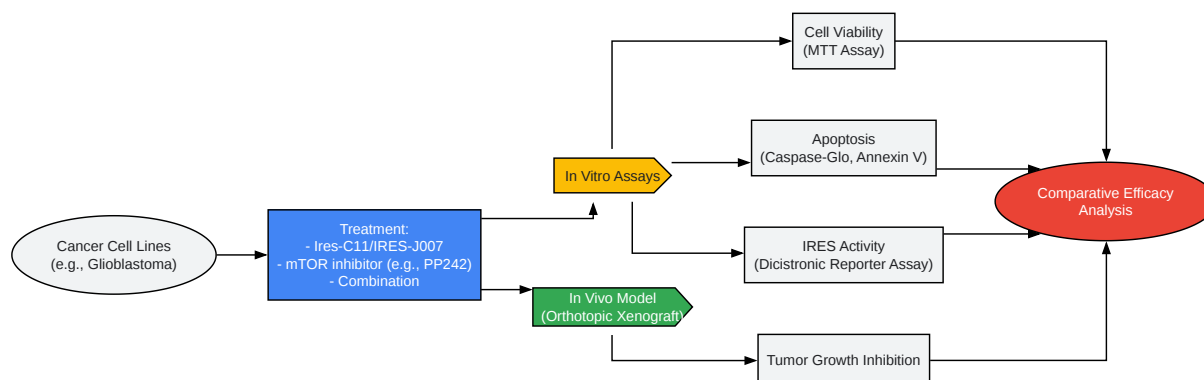 Cancer Cell Lines
(e.g., Glioblastoma)
Treatment:
- Ires-C11/IRES-J007
- mTOR inhibitor (e.g., PP242)
- Combination
In Vitro Assays
In Vivo Model
(Orthotopic Xenograft)
Cell Viability
(MTT Assay)
Apoptosis
(Caspase-Glo, Annexin V)
IRES Activity
(Dicistronic Reporter Assay)
Tumor Growth Inhibition
Comparative Efficacy
Analysis